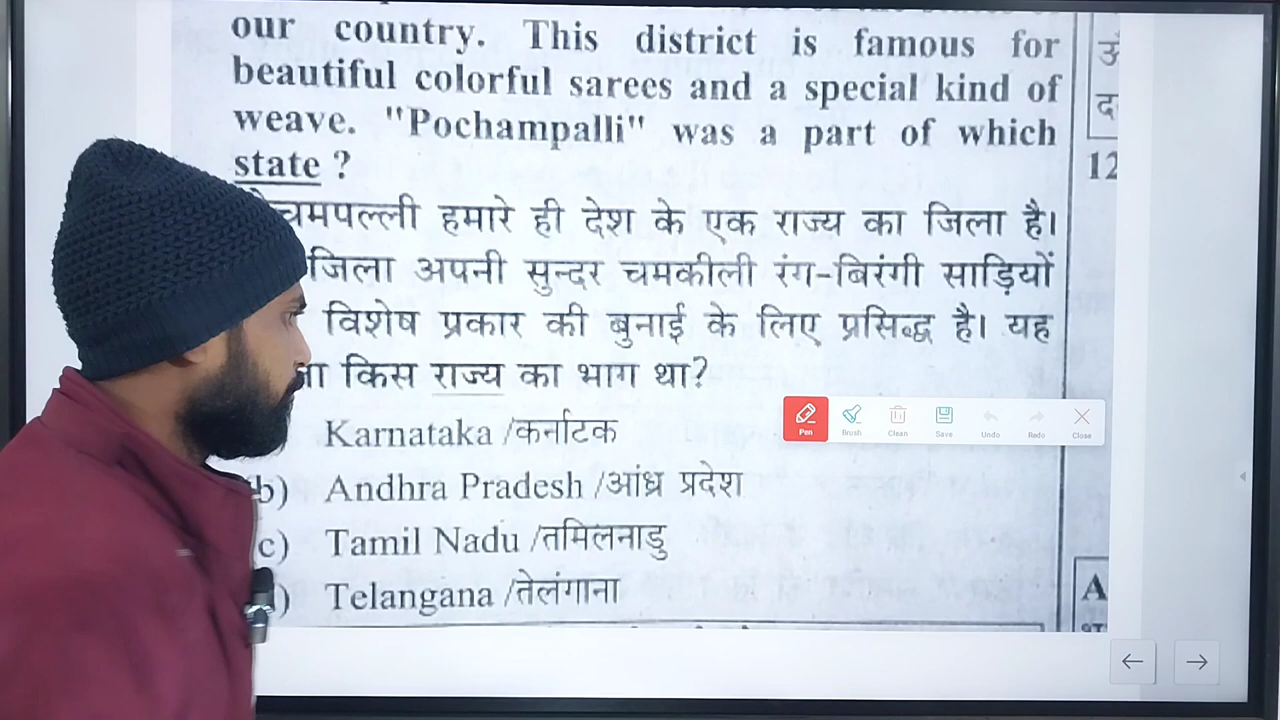 our country. This district is famous for
beautiful colorful sarees and a special kind of
weave. "Pochampalli" was a part of which
state ?
चमपल्ली हमारे ही देश के एक राज्य का जिला है।
जिला अपनी सुन्दर चमकीली रंग-बिरंगी साड़ियों
विशेष प्रकार की बुनाई के लिए प्रसिद्ध है। यह
किस राज्य का भाग था?
Karnataka /कर्नाटक
b) Andhra Pradesh /आंध्र प्रदेश
(c) Tamil Nadu /तमिलनाडु
) Telangana /तेलंगाना
12
A
Pen Brush Clean Save Undo Redo Close